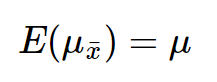 E(μ_x̄) = μ